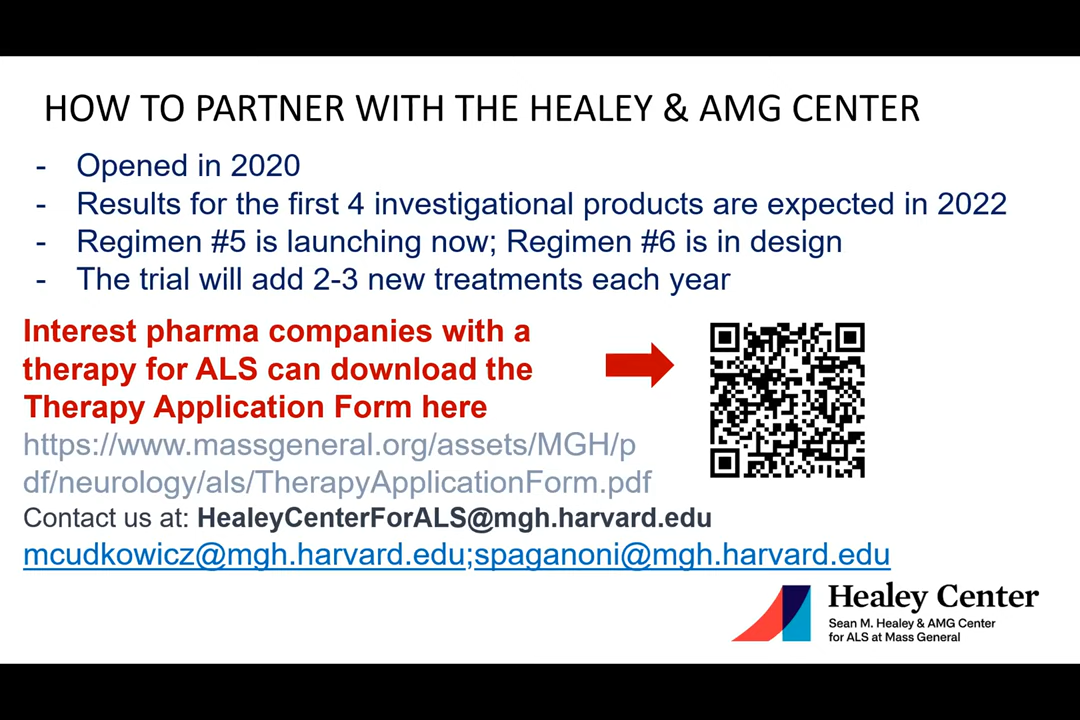 HOW TO PARTNER WITH THE HEALEY & AMG CENTER
- Opened in 2020
- Results for the first 4 investigational products are expected in 2022
- Regimen #5 is launching now; Regimen #6 is in design
- The trial will add 2-3 new treatments each year
Interest pharma companies with a
therapy for ALS can download the
Therapy Application Form here
https://www.massgeneral.org/assets/MGH/p
df/neurology/als/TherapyApplicationForm.pdf
Contact us at: HealeyCenterForALS@mgh.harvard.edu
mcudkowicz@mgh.harvard.edu;spaganoni@mgh.harvard.edu
Healey Center
Sean M. Healey & AMG Center
for ALS at Mass General